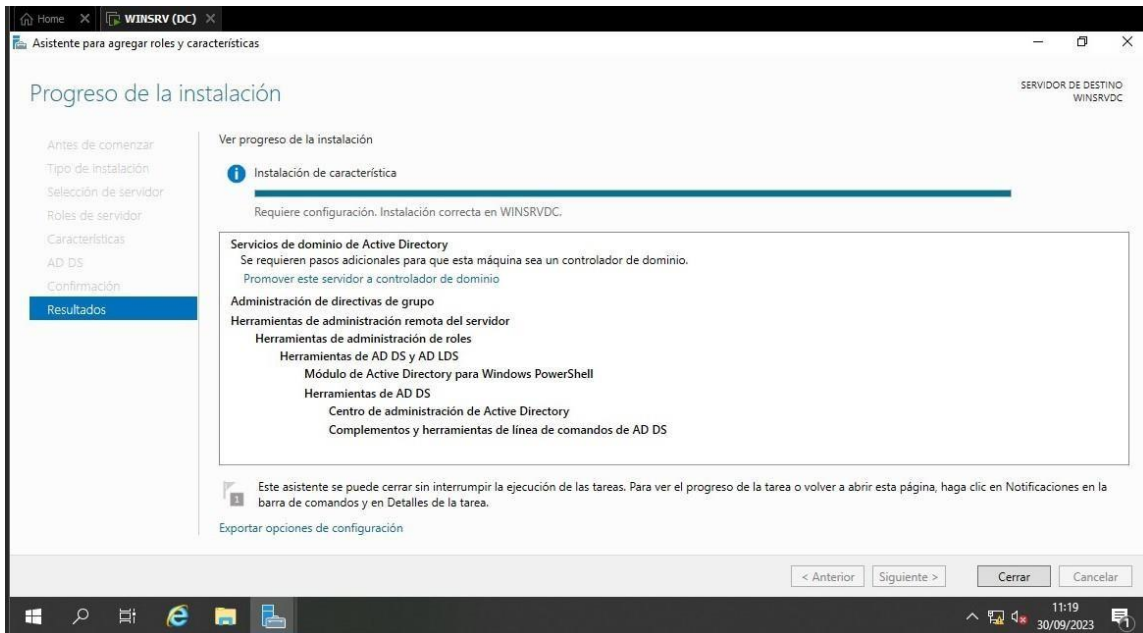 Home
WINSRV (DC)
Asistente para agregar roles y características
Progreso de la instalación
SERVIDOR DE DESTINO
WINSRVDC
Antes de comenzar
Tipo de instalación
Selección de servidor
Roles de servidor
Características
AD DS
Confirmación
Resultados
Ver progreso de la instalación
Instalación de característica
Requiere configuración. Instalación correcta en WINSRVDC.
Servicios de dominio de Active Directory
Se requieren pasos adicionales para que esta máquina sea un controlador de dominio.
Promover este servidor a controlador de dominio
Administración de directivas de grupo
Herramientas de administración remota del servidor
Herramientas de administración de roles
Herramientas de AD DS y AD LDS
Módulo de Active Directory para Windows PowerShell
Herramientas de AD DS
Centro de administración de Active Directory
Complementos y herramientas de línea de comandos de AD DS
1
Este asistente se puede cerrar sin interrumpir la ejecución de las tareas. Para ver el progreso de la tarea o volver a abrir esta página, haga clic en Notificaciones en la
barra de comandos y en Detalles de la tarea.
Exportar opciones de configuración
< Anterior
Siguiente >
Cerrar
Cancelar
11:19
30/09/2023
1